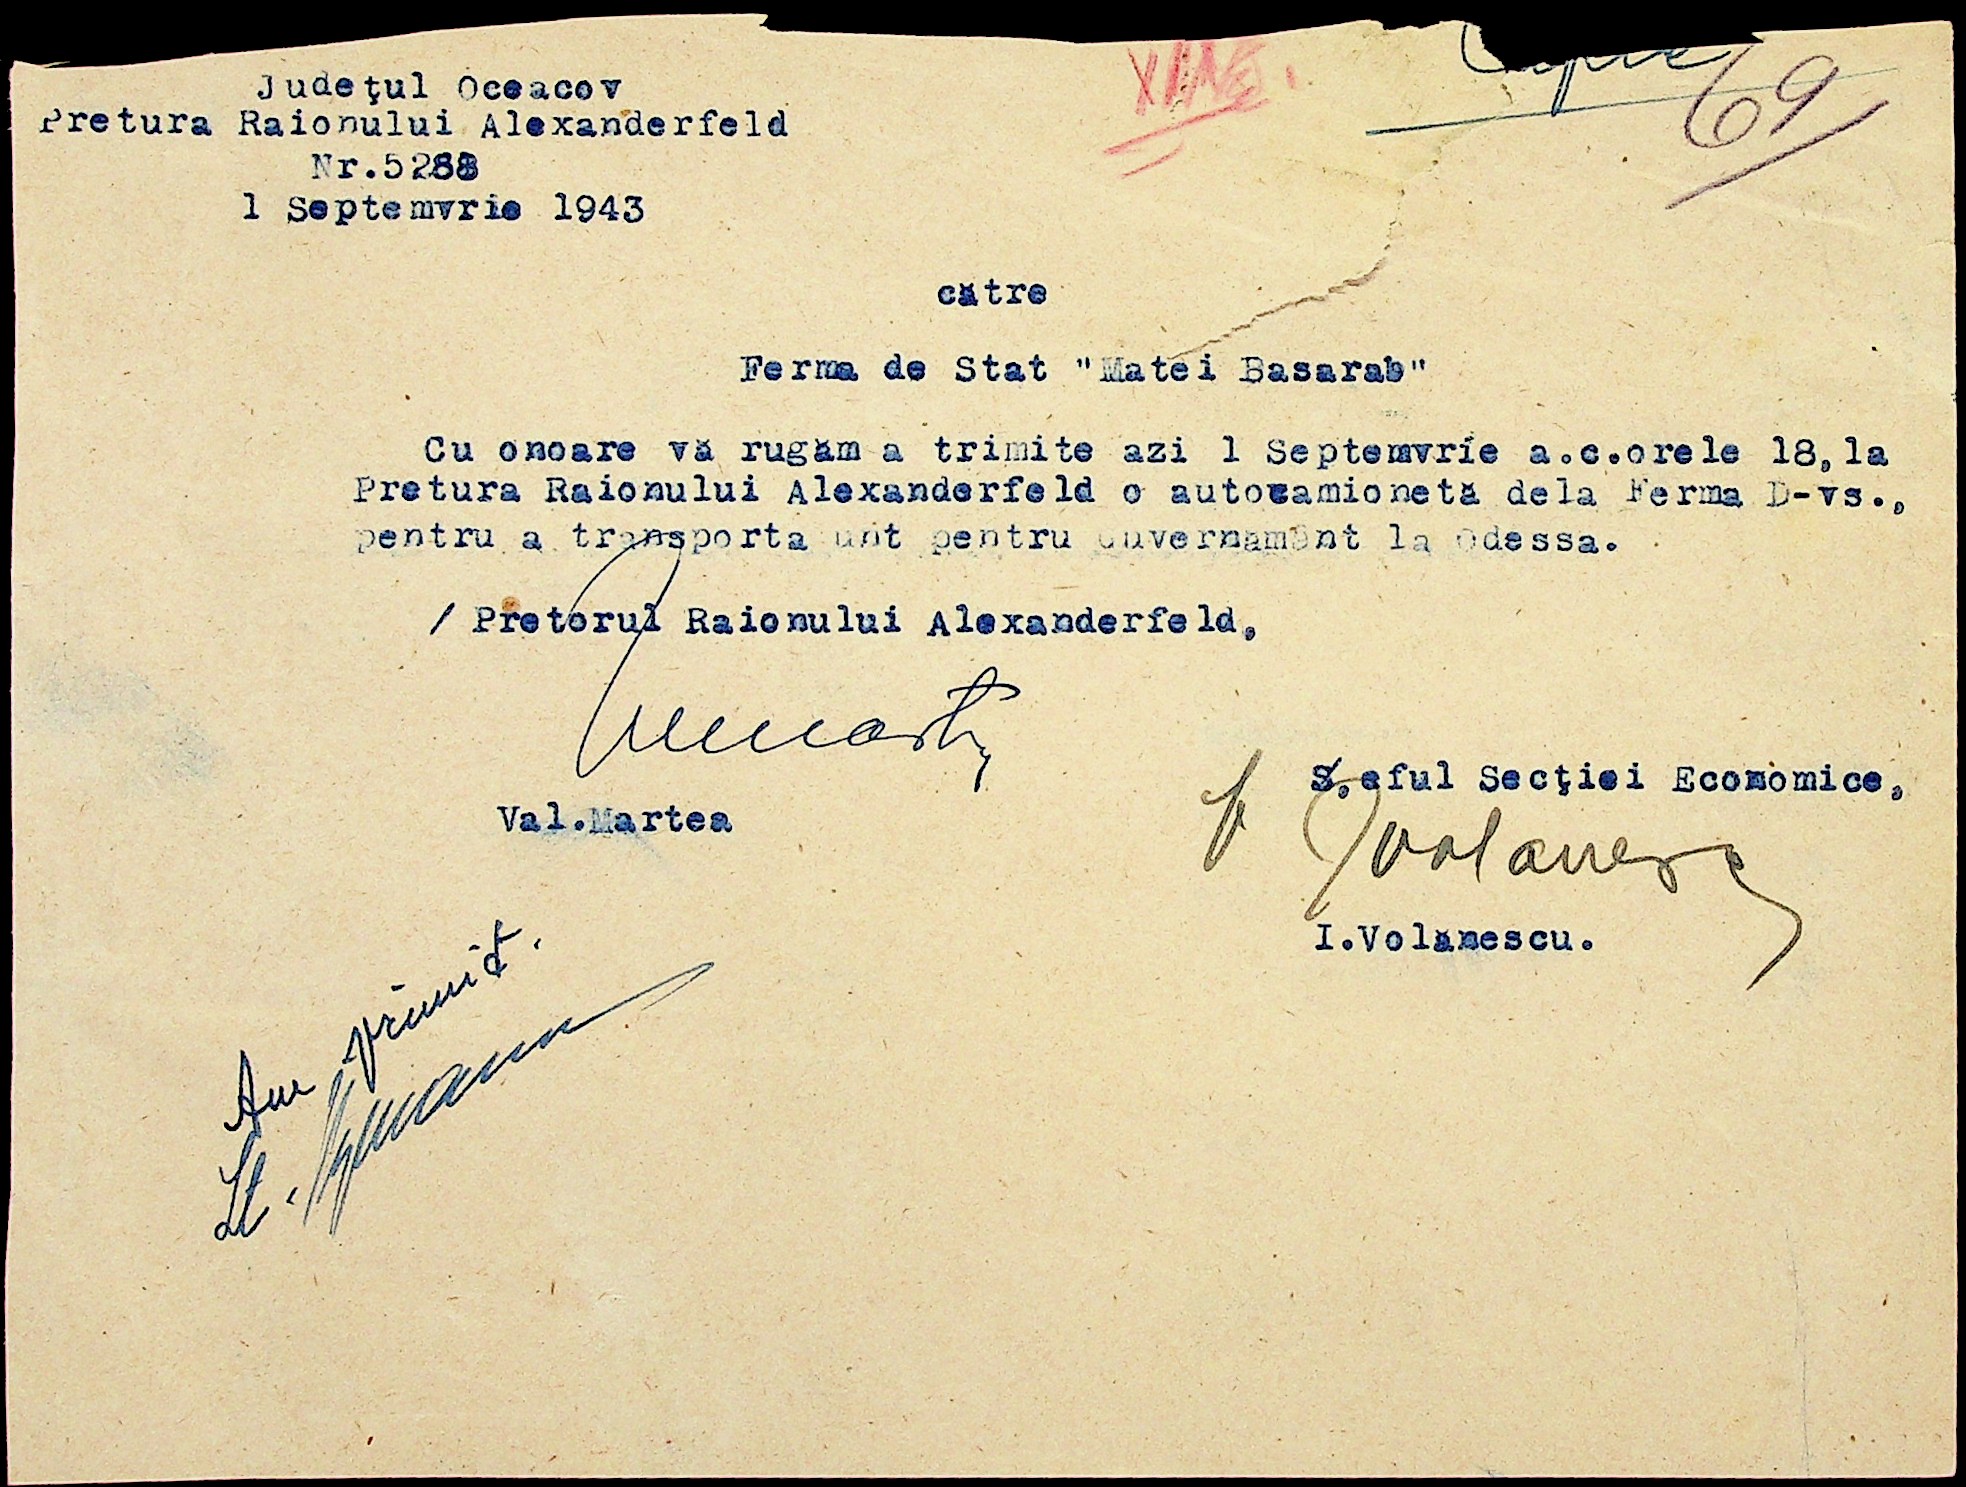 Judeţul Oceacov
Pretura Raionului Alexanderfeld
Nr.5288
1 Septemvrie 1943
69
către
Ferma de Stat "Matei Basarab"
Cu onoare vă rugăm a trimite azi 1 Septemvrie a.c.orele 18,la
Pretura Raionului Alexanderfeld o autocamionetă dela Ferma D-vs.,
pentru a transporta unt pentru Guvernamânt la Odessa.
/ Pretorul Raionului Alexanderfeld,
Val.Martea
Ş.eful Secţiei Economice,
I.Volănescu.
Am primit.
Lt.